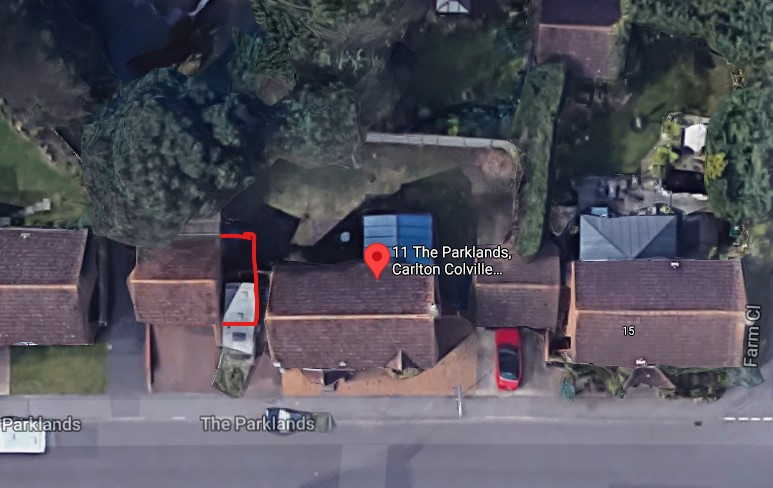 11 The Parklands,
Carlton Colville...
15
Farm Cl
Parklands
The Parklands